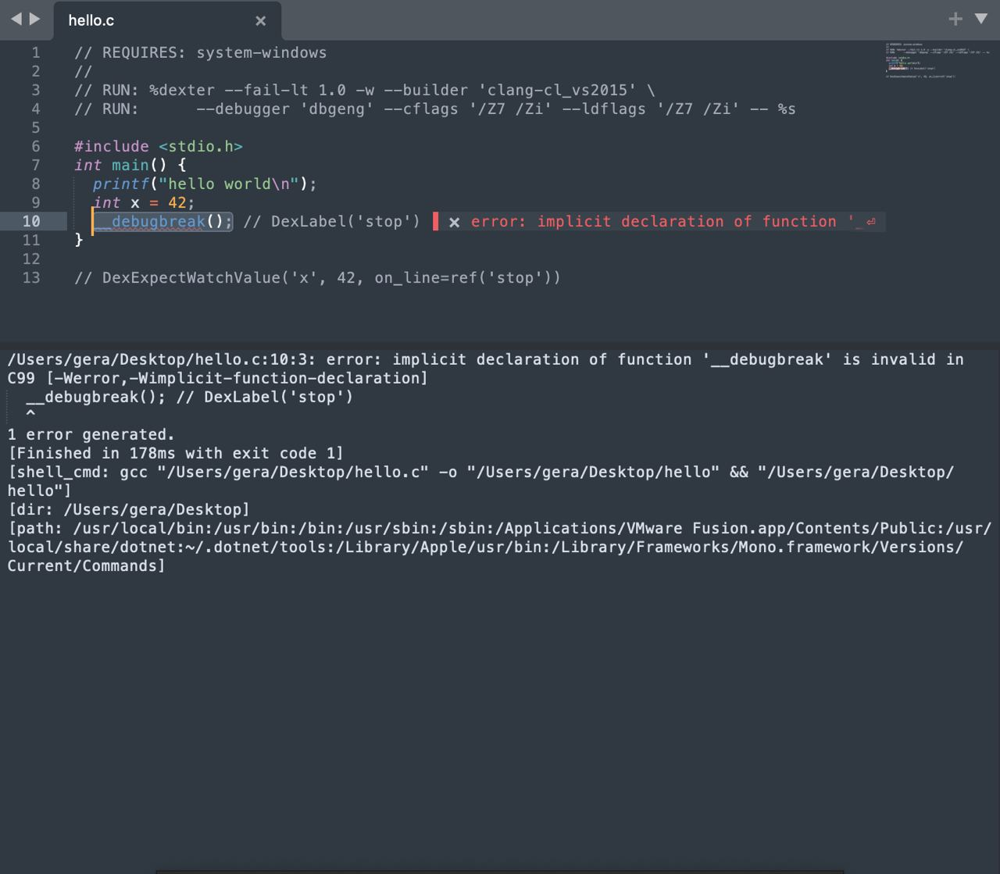 hello.c
1 // REQUIRES: system-windows
2 //
3 // RUN: %dexter --fail-lt 1.0 -w --builder 'clang-cl_vs2015' \
4 // RUN:      --debugger 'dbgeng' --cflags '/Z7 /Zi' --ldflags '/Z7 /Zi' -- %s
5
6 #include <stdio.h>
7 int main() {
8   printf("hello world\n");
9   int x = 42;
10   __debugbreak(); // DexLabel('stop') × error: implicit declaration of function '_ ⏎
11 }
12
13 // DexExpectWatchValue('x', 42, on_line=ref('stop'))
/Users/gera/Desktop/hello.c:10:3: error: implicit declaration of function '__debugbreak' is invalid in
C99 [-Werror,-Wimplicit-function-declaration]
  __debugbreak(); // DexLabel('stop')
  ^
1 error generated.
[Finished in 178ms with exit code 1]
[shell_cmd: gcc "/Users/gera/Desktop/hello.c" -o "/Users/gera/Desktop/hello" && "/Users/gera/Desktop/
hello"]
[dir: /Users/gera/Desktop]
[path: /usr/local/bin:/usr/bin:/bin:/usr/sbin:/sbin:/Applications/VMware Fusion.app/Contents/Public:/usr/
local/share/dotnet:~/.dotnet/tools:/Library/Apple/usr/bin:/Library/Frameworks/Mono.framework/Versions/
Current/Commands]